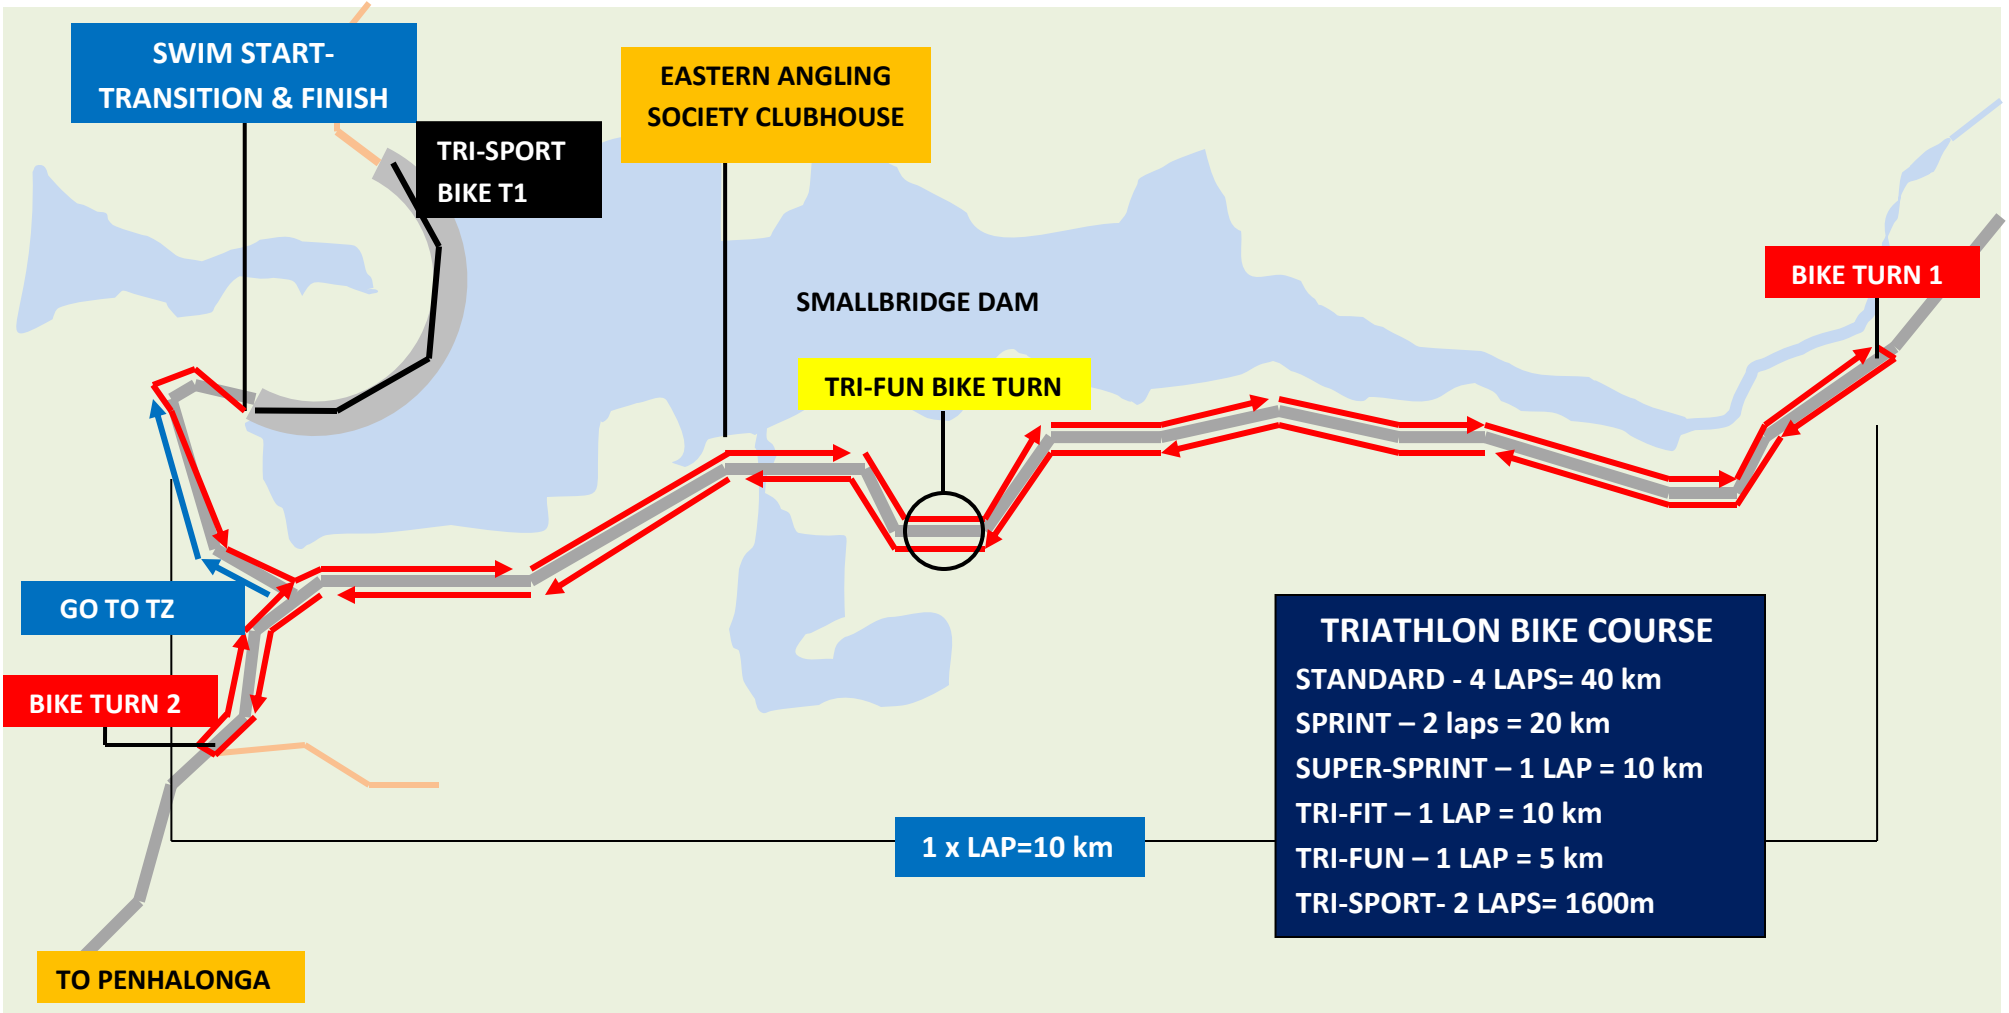 SWIM START-
TRANSITION & FINISH
EASTERN ANGLING
SOCIETY CLUBHOUSE
TRI-SPORT
BIKE T1
BIKE TURN 1
SMALLBRIDGE DAM
TRI-FUN BIKE TURN
GO TO TZ
BIKE TURN 2
TRIATHLON BIKE COURSE
STANDARD - 4 LAPS= 40 km
SPRINT – 2 laps = 20 km
SUPER-SPRINT – 1 LAP = 10 km
TRI-FIT – 1 LAP = 10 km
TRI-FUN – 1 LAP = 5 km
TRI-SPORT- 2 LAPS= 1600m
1 x LAP=10 km
TO PENHALONGA